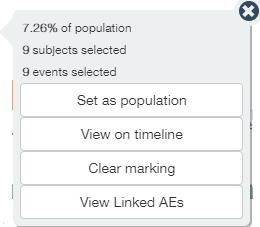 7.26% of population
9 subjects selected
9 events selected
Set as population
View on timeline
Clear marking
View Linked AEs